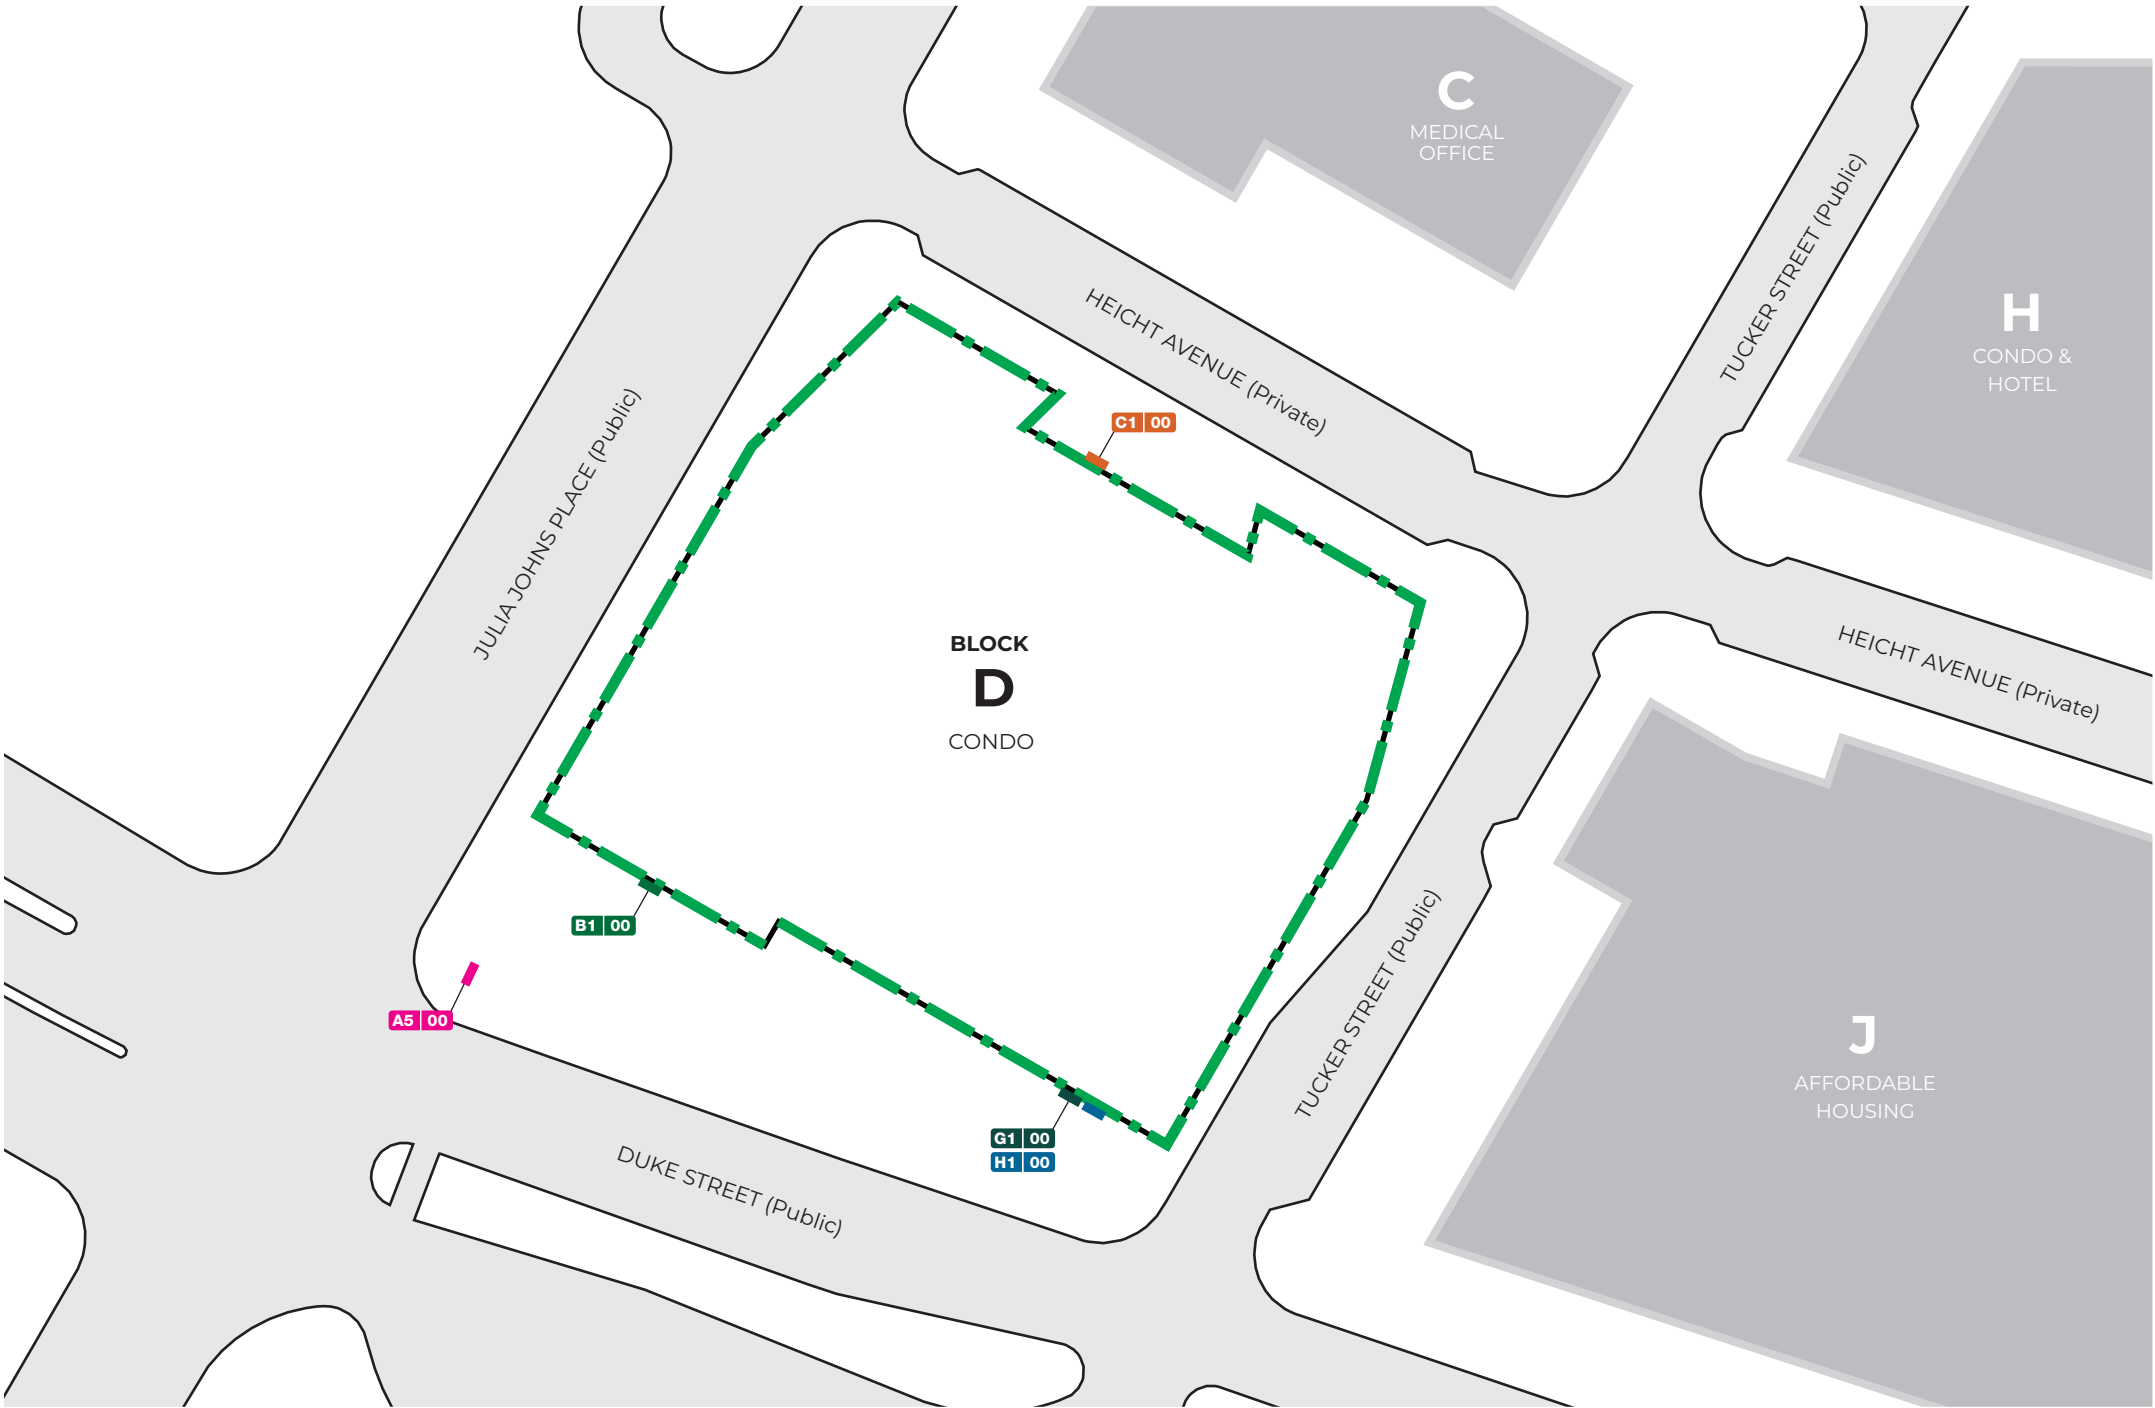 C
MEDICAL
OFFICE
TUCKER STREET (Public)
H
CONDO &
HOTEL
HEICHT AVENUE (Private)
JULIA JOHNS PLACE (Public)
C1 00
BLOCK
D
CONDO
HEICHT AVENUE (Private)
B1 00
A5 00
TUCKER STREET (Public)
J
AFFORDABLE
HOUSING
G1 00
H1 00
DUKE STREET (Public)